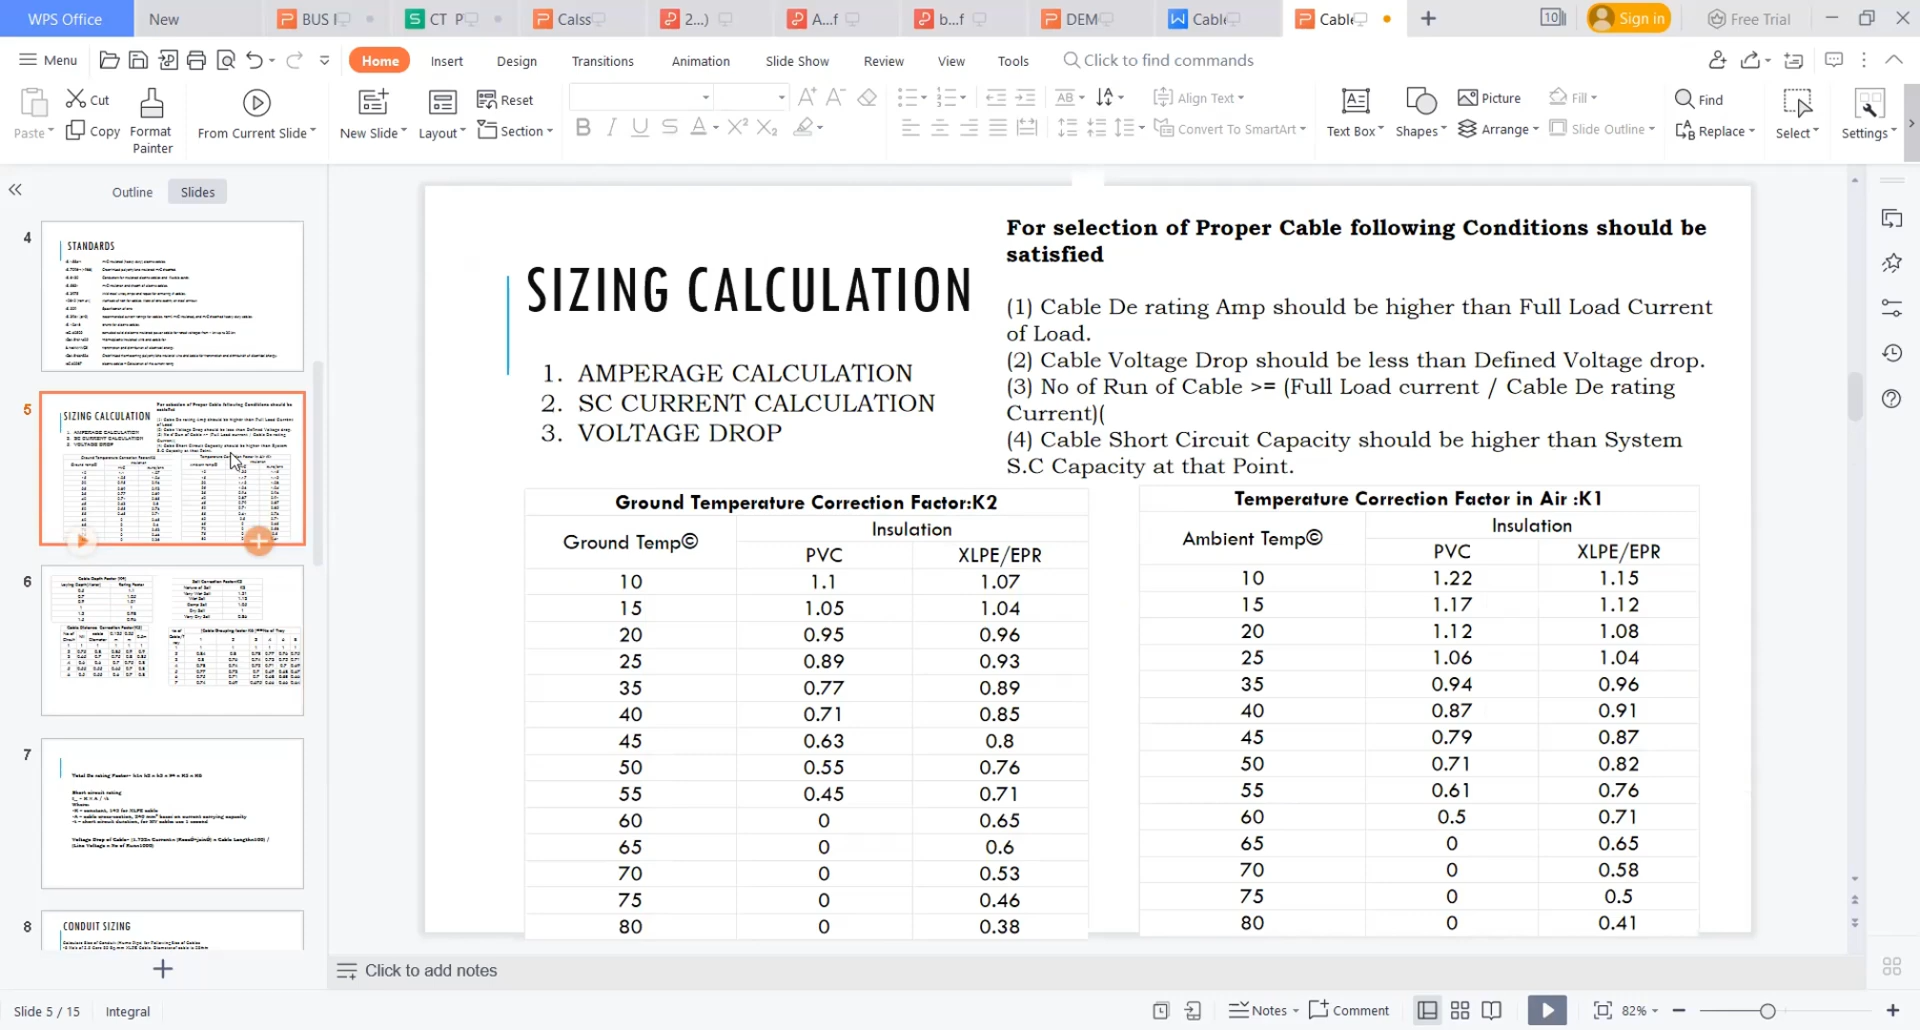 WPS Office
New
BUS
CT P
Calss
2...)
A...f
b...f
DEM
Cable
Cable
Sign in
Free Trial
Menu
Home
Insert
Design
Transitions
Animation
Slide Show
Review
View
Tools
Click to find commands
Paste
Cut
Copy
Format Painter
From Current Slide
New Slide
Layout
Reset
Section
Align Text
Convert To SmartArt
Text Box
Shapes
Picture
Arrange
Fill
Slide Outline
Find
Replace
Select
Settings
Outline
Slides
4
STANDARDS
5
6
7
8
CONDUIT SIZING
SIZING CALCULATION
1. AMPERAGE CALCULATION
2. SC CURRENT CALCULATION
3. VOLTAGE DROP
For selection of Proper Cable following Conditions should be
satisfied
(1) Cable De rating Amp should be higher than Full Load Current
of Load.
(2) Cable Voltage Drop should be less than Defined Voltage drop.
(3) No of Run of Cable >= (Full Load current / Cable De rating
Current)(
(4) Cable Short Circuit Capacity should be higher than System
S.C Capacity at that Point.
Ground Temperature Correction Factor:K2
Ground Temp© Insulation
PVC XLPE/EPR
10 1.1 1.07
15 1.05 1.04
20 0.95 0.96
25 0.89 0.93
35 0.77 0.89
40 0.71 0.85
45 0.63 0.8
50 0.55 0.76
55 0.45 0.71
60 0 0.65
65 0 0.6
70 0 0.53
75 0 0.46
80 0 0.38
Temperature Correction Factor in Air :K1
Ambient Temp© Insulation
PVC XLPE/EPR
10 1.22 1.15
15 1.17 1.12
20 1.12 1.08
25 1.06 1.04
35 0.94 0.96
40 0.87 0.91
45 0.79 0.87
50 0.71 0.82
55 0.61 0.76
60 0.5 0.71
65 0 0.65
70 0 0.58
75 0 0.5
80 0 0.41
Click to add notes
Slide 5 / 15
Integral
Notes
Comment
82%